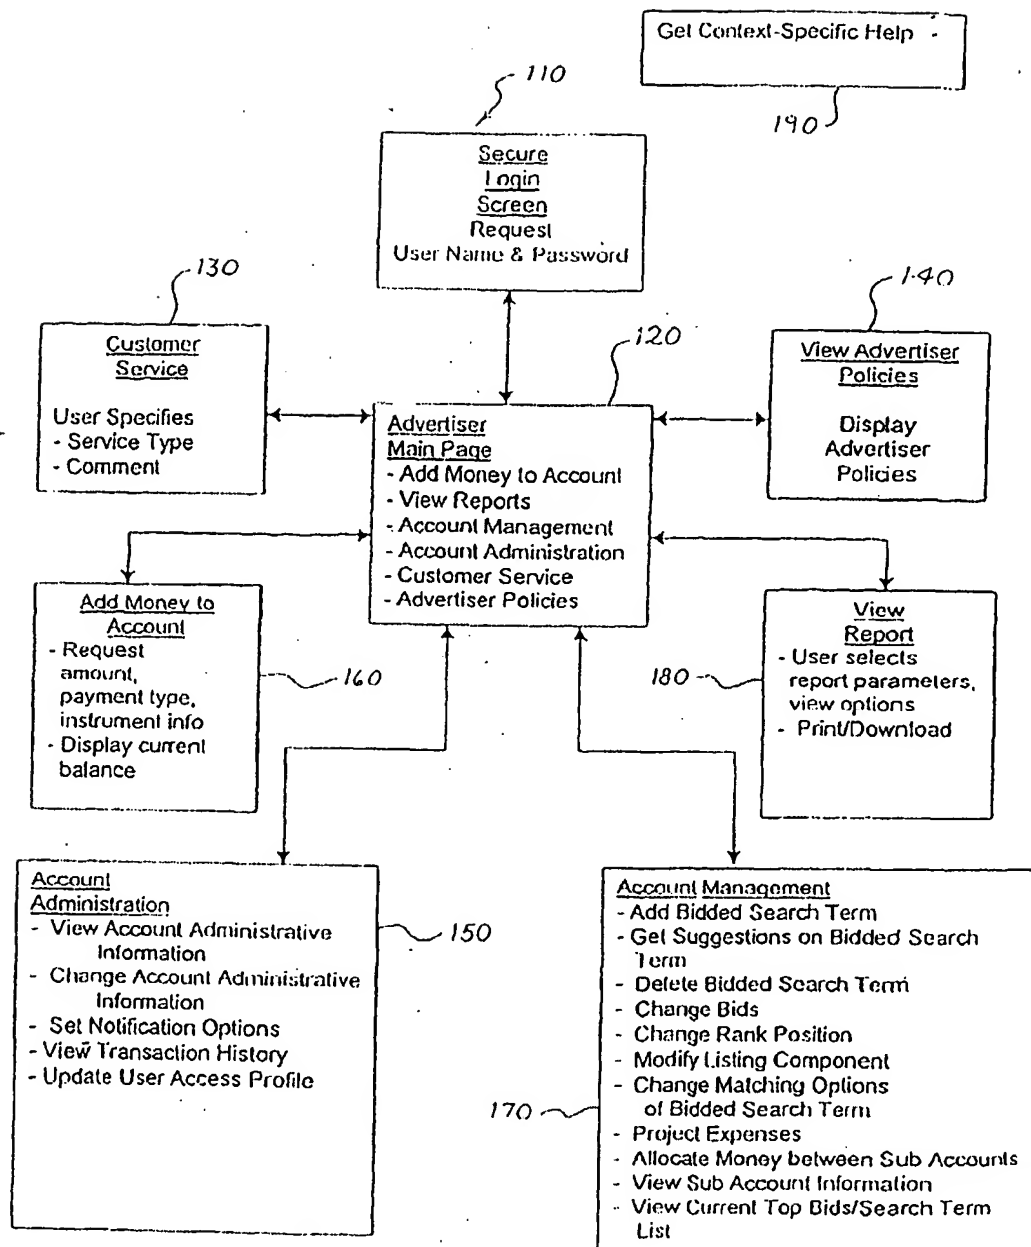 Get Context-Specific Help
190
110
Secure
Login
Screen
Request
User Name & Password
130
Customer
Service
User Specifies
- Service Type
- Comment
120
Advertiser
Main Page
- Add Money to Account
- View Reports
- Account Management
- Account Administration
- Customer Service
- Advertiser Policies
140
View Advertiser
Policies
Display
Advertiser
Policies
Add Money to
Account
- Request
amount,
payment type,
instrument info
- Display current
balance
160
180
View
Report
- User selects
report parameters,
view options
- Print/Download
Account
Administration
- View Account Administrative
Information
- Change Account Administrative
Information
- Set Notification Options
- View Transaction History
- Update User Access Profile
150
Account Management
- Add Bidded Search Term
- Get Suggestions on Bidded Search
Term
- Delete Bidded Search Term
- Change Bids
- Change Rank Position
- Modify Listing Component
- Change Matching Options
of Bidded Search Term
- Project Expenses
- Allocate Money between Sub Accounts
- View Sub Account Information
- View Current Top Bids/Search Term
List
170